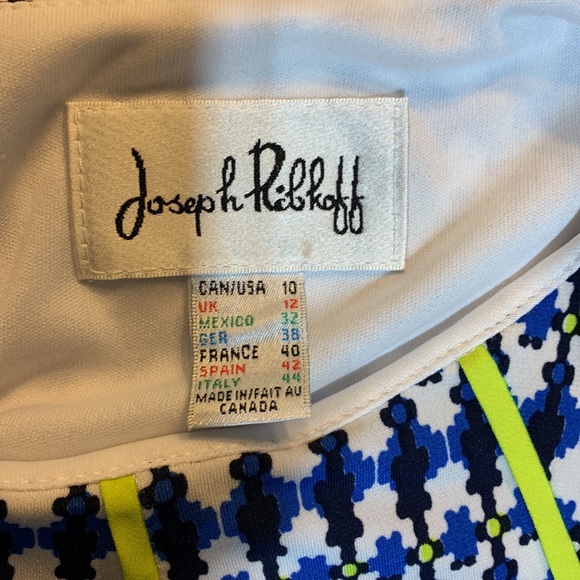 Joseph Ribkoff
CAN/USA 10
UK 12
MEXICO 32
GER 38
FRANCE 40
SPAIN 42
ITALY 44
MADE IN/FAIT AU
CANADA